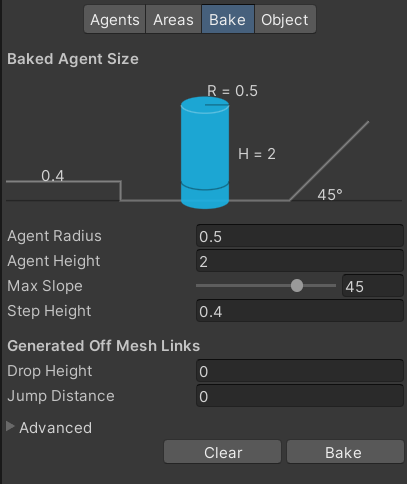 Agents Areas Bake Object
Baked Agent Size
R = 0.5
H = 2
0.4
45°
Agent Radius 0.5
Agent Height 2
Max Slope 45
Step Height 0.4
Generated Off Mesh Links
Drop Height 0
Jump Distance 0
Advanced
Clear Bake